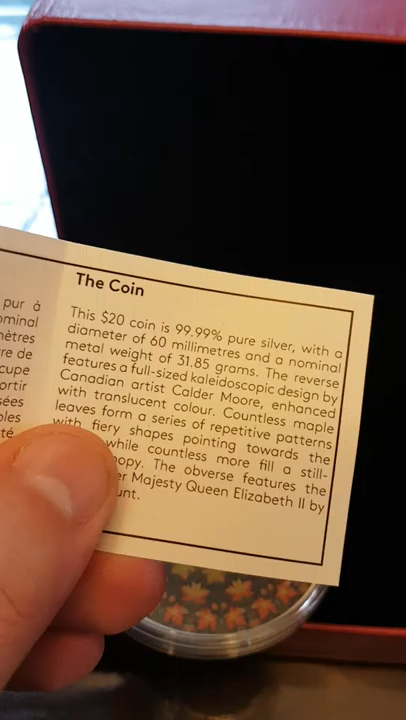 pur à
ominal
mètres
re de
cupe
ortir
sées
ples
té
The Coin
This $20 coin is 99.99% pure silver, with a
diameter of 60 millimetres and a nominal
metal weight of 31.85 grams. The reverse
features a full-sized kaleidoscopic design by
Canadian artist Calder Moore, enhanced
with translucent colour. Countless maple
leaves form a series of repetitive patterns
with fiery shapes pointing towards the
while countless more fill a still-
nopy. The obverse features the
er Majesty Queen Elizabeth II by
unt.